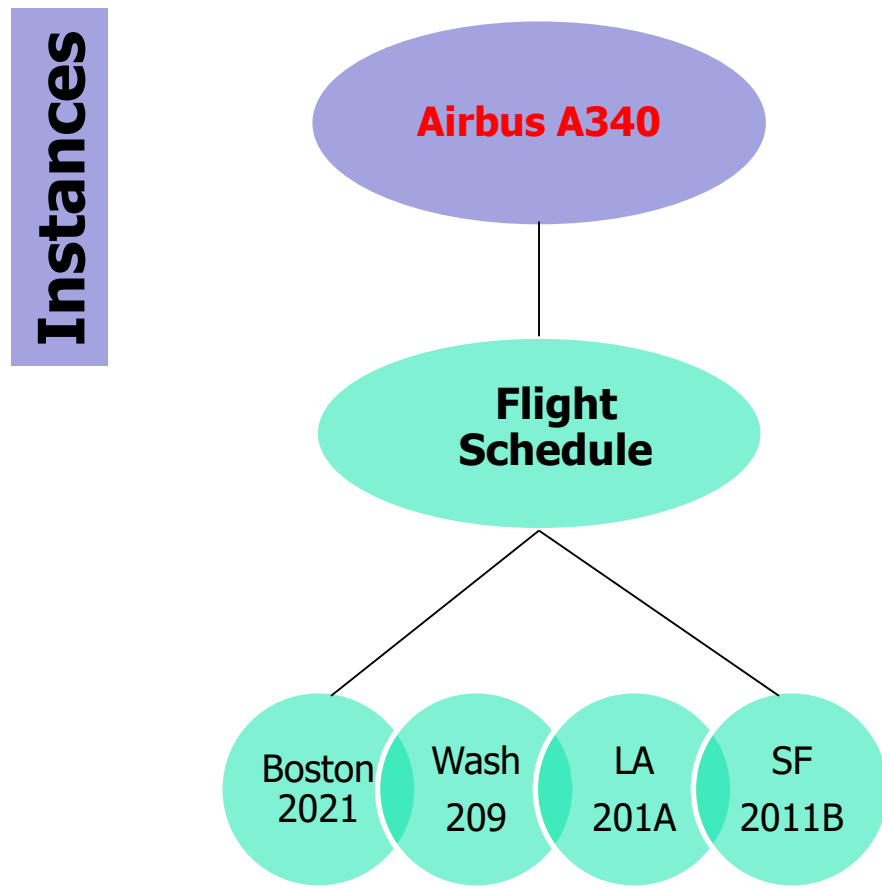 Instances
Airbus A340
Flight
Schedule
Boston
2021
Wash
209
LA
201A
SF
2011B